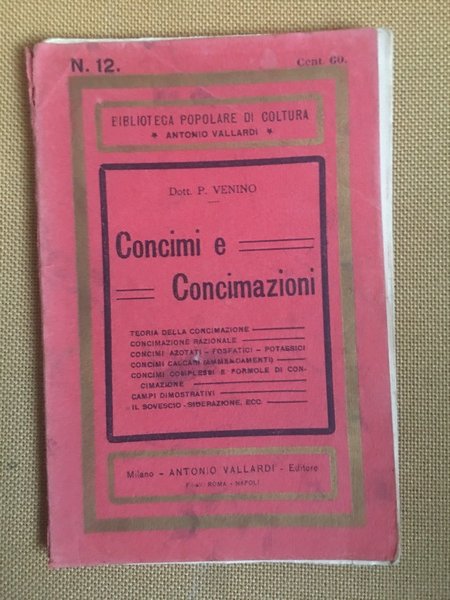 N. 12.
Cent. 60.
BIBLIOTECA POPOLARE DI COLTURA
* ANTONIO VALLARDI *
Dott. P. VENINO
Concimi e
Concimazioni
TEORIA DELLA CONCIMAZIONE
CONCIMAZIONE RAZIONALE
CONCIMI AZOTATI - FOSFATICI - POTASSICI
CONCIMI CALCARI (AMMENDAMENTI)
CONCIMI COMPLESSI E FORMOLE DI CON-
CIMAZIONE
CAMPI DIMOSTRATIVI
IL SOVESCIO - SIDERAZIONE, ECC.
Milano - ANTONIO VALLARDI - Editore
ROMA - NAPOLI